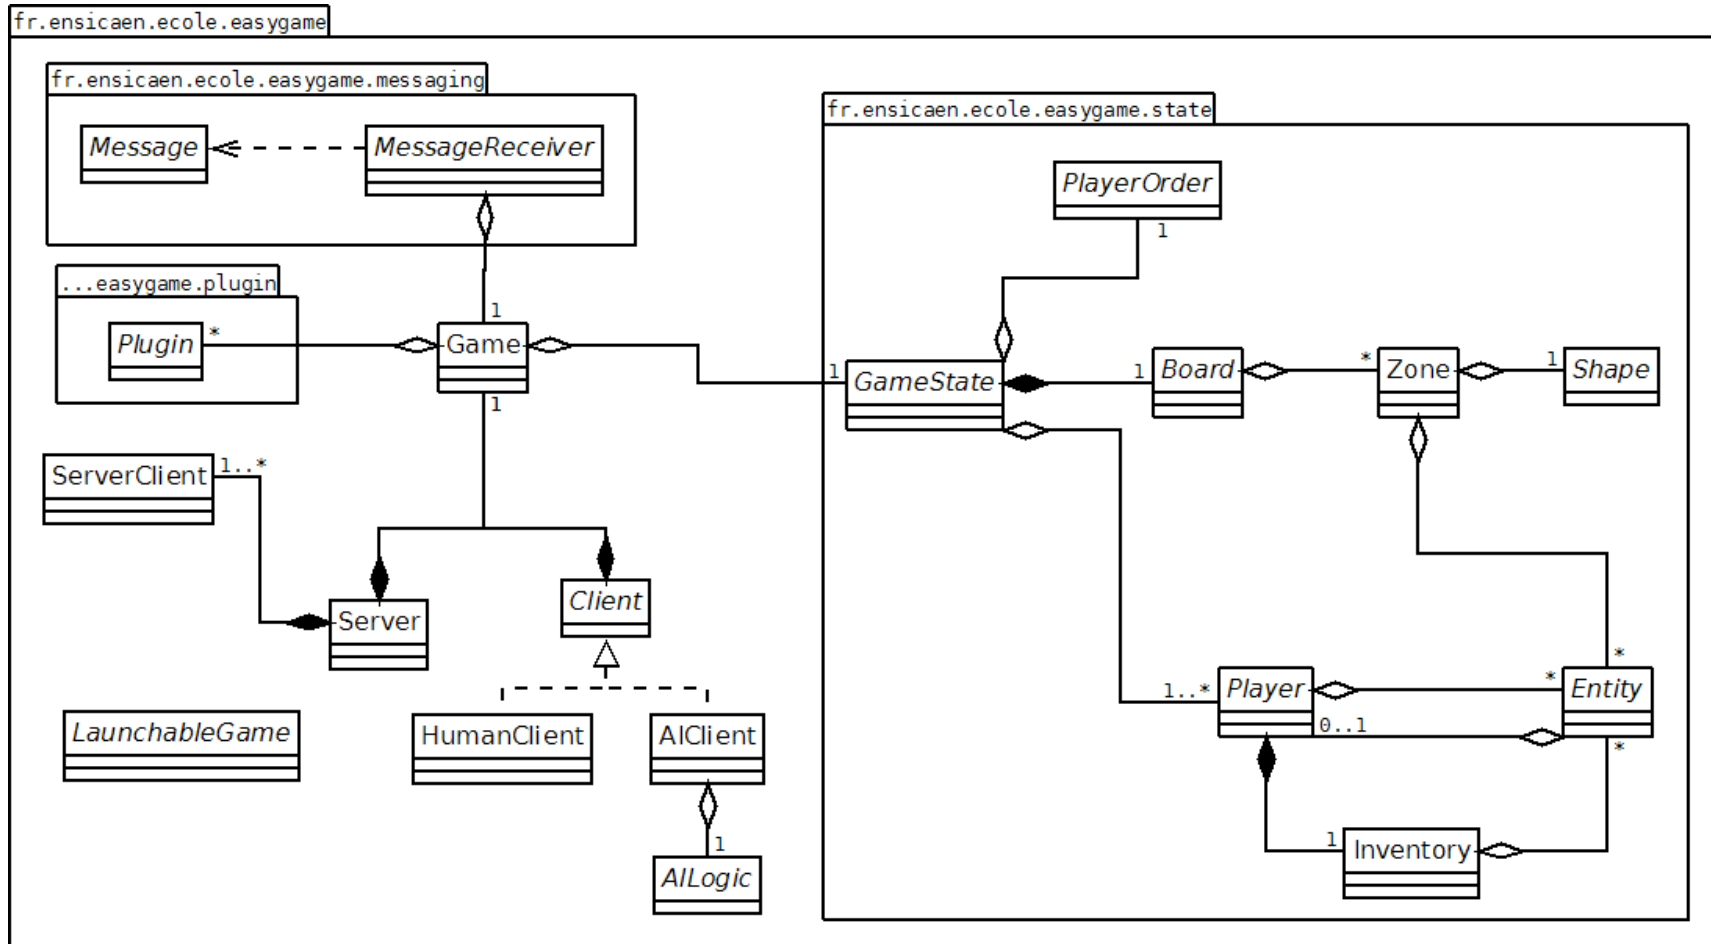 fr.ensicaen.ecole.easygame
fr.ensicaen.ecole.easygame.messaging
Message
MessageReceiver
1
...easygame.plugin
Plugin
*
Game
1
ServerClient
1..*
Server
Client
LaunchableGame
HumanClient
AIClient
1
AILogic
fr.ensicaen.ecole.easygame.state
PlayerOrder
1
1
GameState
1
Board
*
Zone
1
Shape
1..*
Player
0..1
*
*
Entity
*
1
Inventory